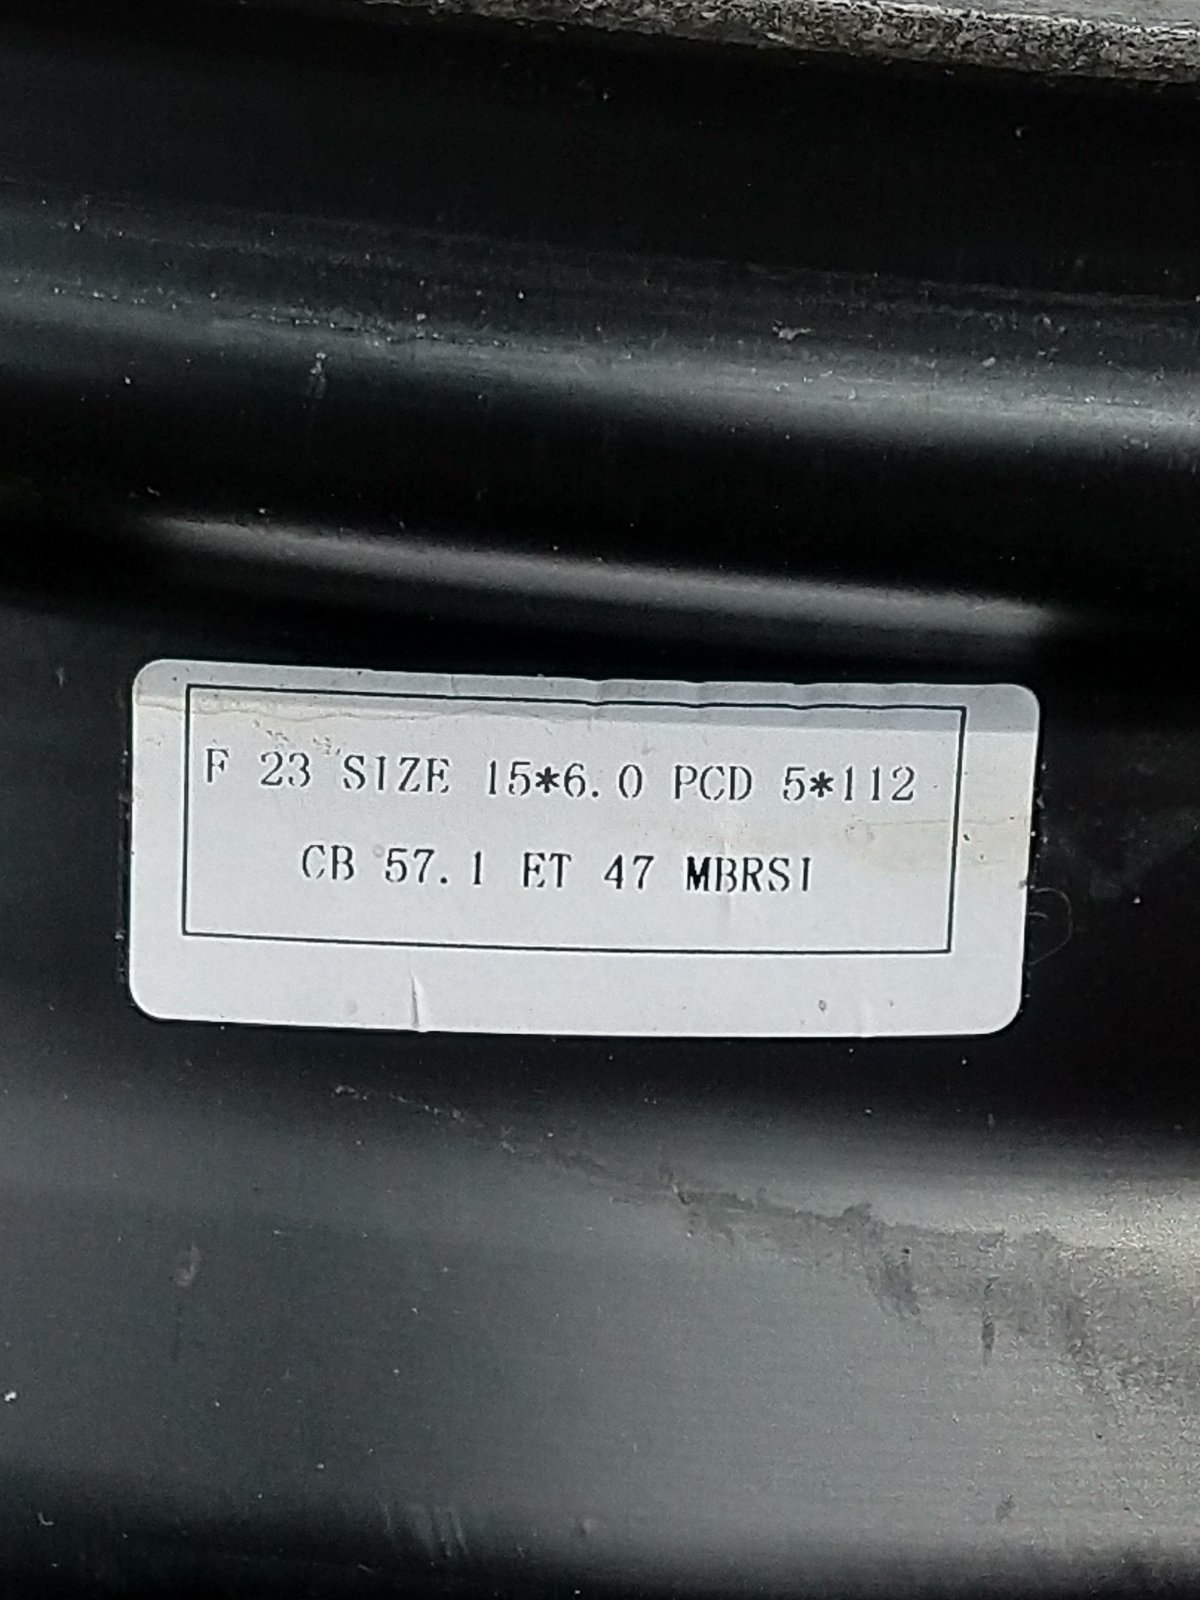 F 23 SIZE 15*6.0 PCD 5*112
CB 57.1 ET 47 MBRSI